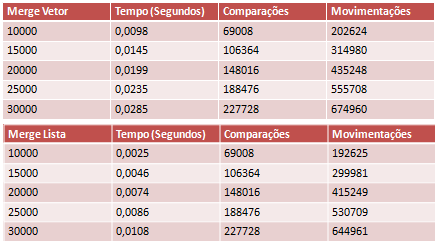 Merge Vetor Tempo (Segundos) Comparações Movimentações
10000 0,0098 69008 202624
15000 0,0145 106364 314980
20000 0,0199 148016 435248
25000 0,0235 188476 555708
30000 0,0285 227728 674960
Merge Lista Tempo (Segundos) Comparações Movimentações
10000 0,0025 69008 192625
15000 0,0046 106364 299981
20000 0,0074 148016 415249
25000 0,0086 188476 530709
30000 0,0108 227728 644961